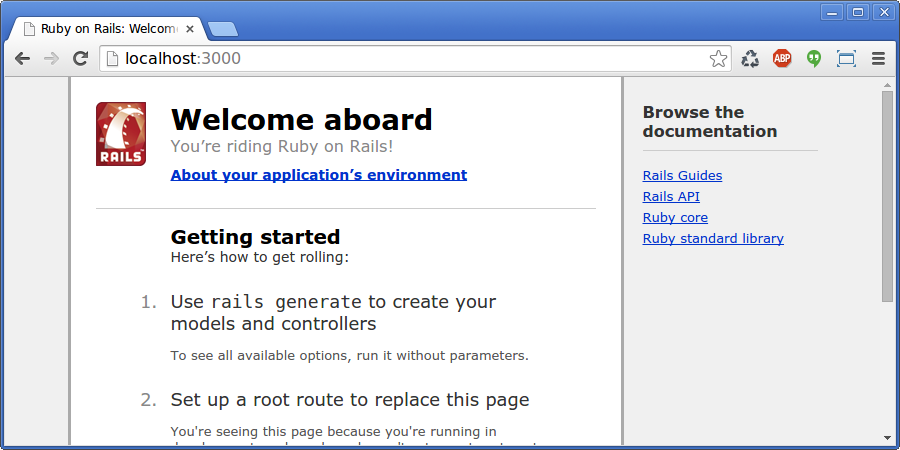 Ruby on Rails: Welcom
localhost:3000
ABP
RAILS
Welcome aboard
You’re riding Ruby on Rails!
About your application’s environment
Getting started
Here’s how to get rolling:
1. Use rails generate to create your
models and controllers
To see all available options, run it without parameters.
2. Set up a root route to replace this page
You're seeing this page because you're running in
Browse the
documentation
Rails Guides
Rails API
Ruby core
Ruby standard library